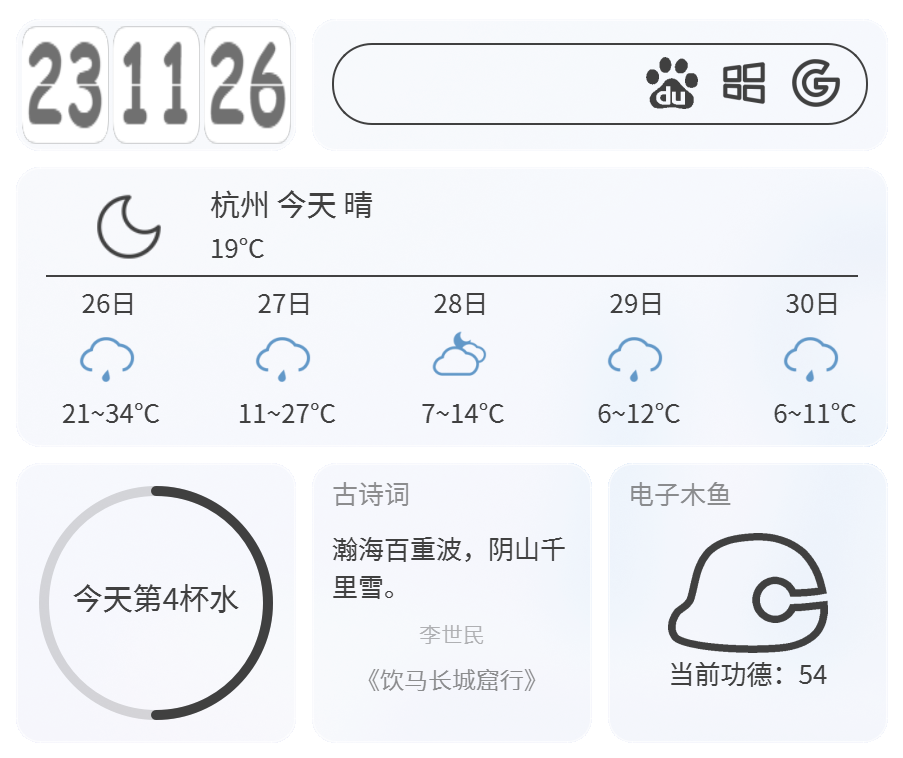 23 11 26
du
杭州 今天 晴
19°C
26日 27日 28日 29日 30日
21~34°C 11~27°C 7~14°C 6~12°C 6~11°C
今天第4杯水
古诗词
瀚海百重波，阴山千
里雪。
李世民
《饮马长城窟行》
电子木鱼
当前功德：54